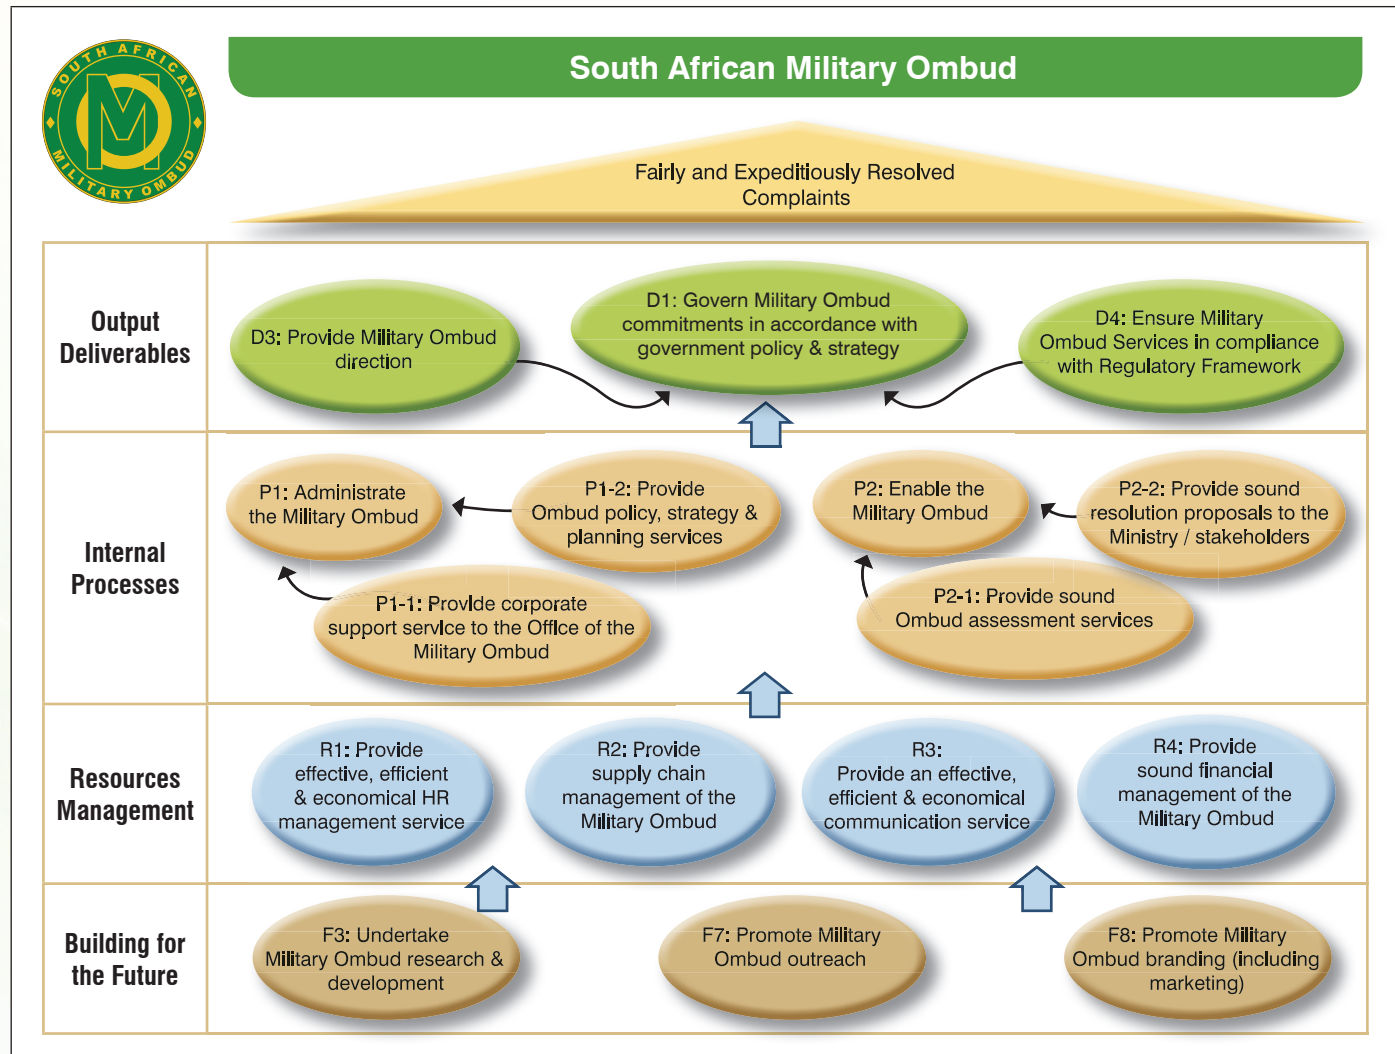 SOUTH AFRICAN
MILITARY OMBUD
South African Military Ombud
Fairly and Expeditiously Resolved
Complaints
Output
Deliverables
D3: Provide Military Ombud
direction
D1: Govern Military Ombud
commitments in accordance with
government policy & strategy
D4: Ensure Military
Ombud Services in compliance
with Regulatory Framework
Internal
Processes
P1: Administrate
the Military Ombud
P1-2: Provide
Ombud policy, strategy &
planning services
P2: Enable the
Military Ombud
P2-2: Provide sound
resolution proposals to the
Ministry / stakeholders
P1-1: Provide corporate
support service to the Office of the
Military Ombud
P2-1: Provide sound
Ombud assessment services
Resources
Management
R1: Provide
effective, efficient
& economical HR
management service
R2: Provide
supply chain
management of the
Military Ombud
R3:
Provide an effective,
efficient & economical
communication service
R4: Provide
sound financial
management of the
Military Ombud
Building for
the Future
F3: Undertake
Military Ombud research &
development
F7: Promote Military
Ombud outreach
F8: Promote Military
Ombud branding (including
marketing)